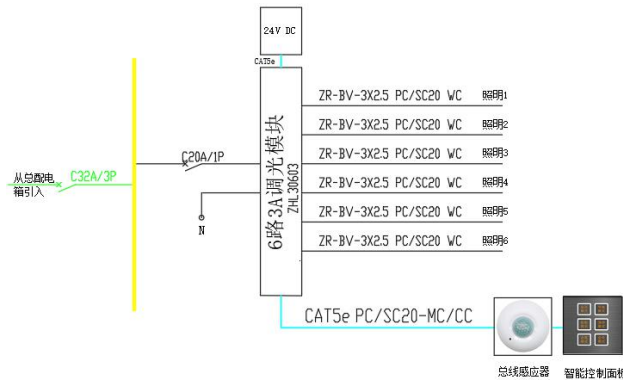 24V DC
CAT5e
ZR-BV-3X2.5 PC/SC20 WC 照明1
ZR-BV-3X2.5 PC/SC20 WC 照明2
ZR-BV-3X2.5 PC/SC20 WC 照明3
ZR-BV-3X2.5 PC/SC20 WC 照明4
ZR-BV-3X2.5 PC/SC20 WC 照明5
ZR-BV-3X2.5 PC/SC20 WC 照明6
6路3A调光模块
ZHL30603
C20A/1P
从总配电
箱引入
C32A/3P
N
CAT5e PC/SC20-MC/CC
总线感应器
智能控制面板